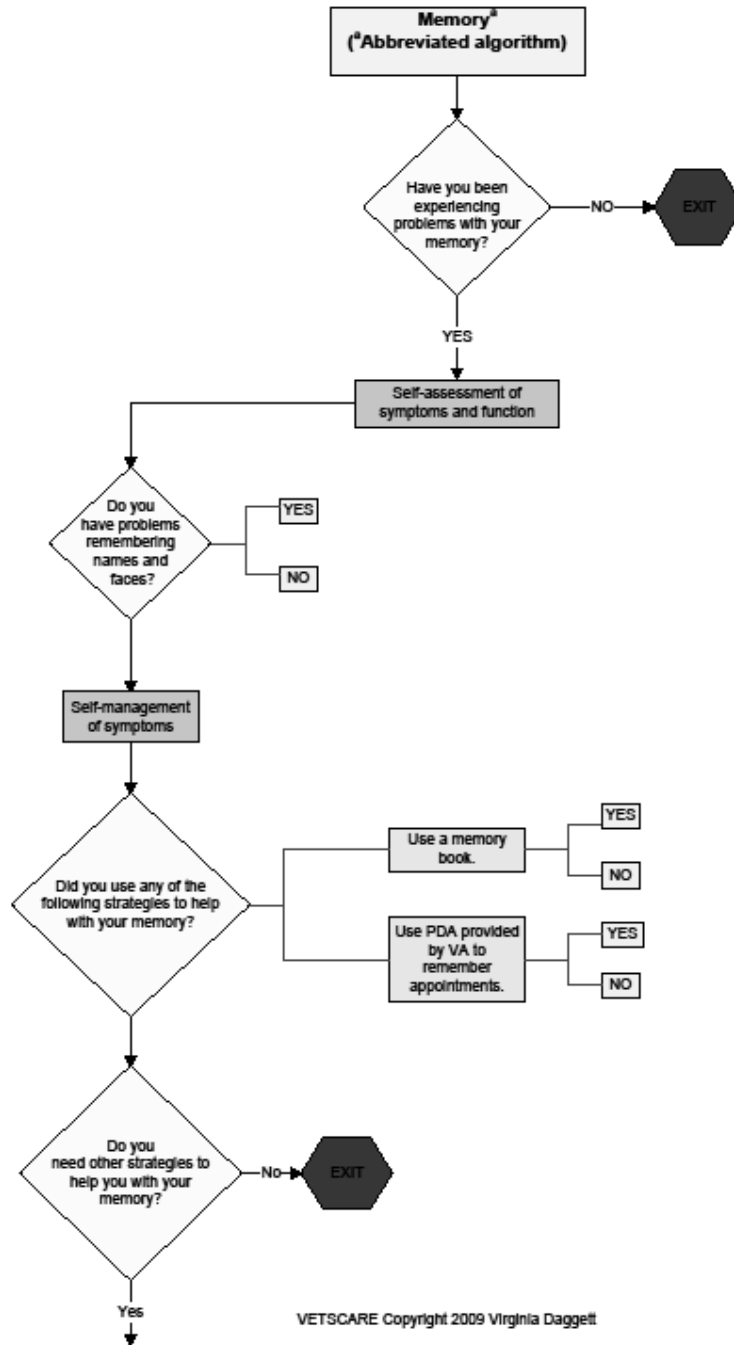 Memoryª
(ªAbbreviated algorithm)
Have you been
experiencing
problems with your
memory?
NO
EXIT
YES
Self-assessment of
symptoms and function
Do you
have problems
remembering
names and
faces?
YES
NO
Self-management
of symptoms
Did you use any of the
following strategies to help
with your memory?
Use a memory
book.
YES
NO
Use PDA provided
by VA to
remember
appointments.
YES
NO
Do you
need other strategies to
help you with your
memory?
No
EXIT
Yes
VETSCARE Copyright 2009 Virginia Daggett